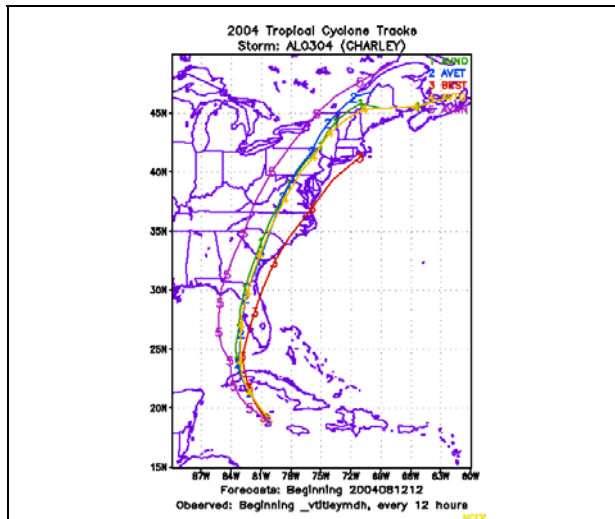 2004 Tropical Cyclone Tracks
Storm: AL0304 (CHARLEY)
2 AVET
3 BEST
45N
40N
35N
30N
25N
20N
15N
87W 84W 81W 78W 75W 72W 69W 66W 63W 60W
Forecasts: Beginning 2004081212
Observed: Beginning _vtitleymdh, every 12 hours